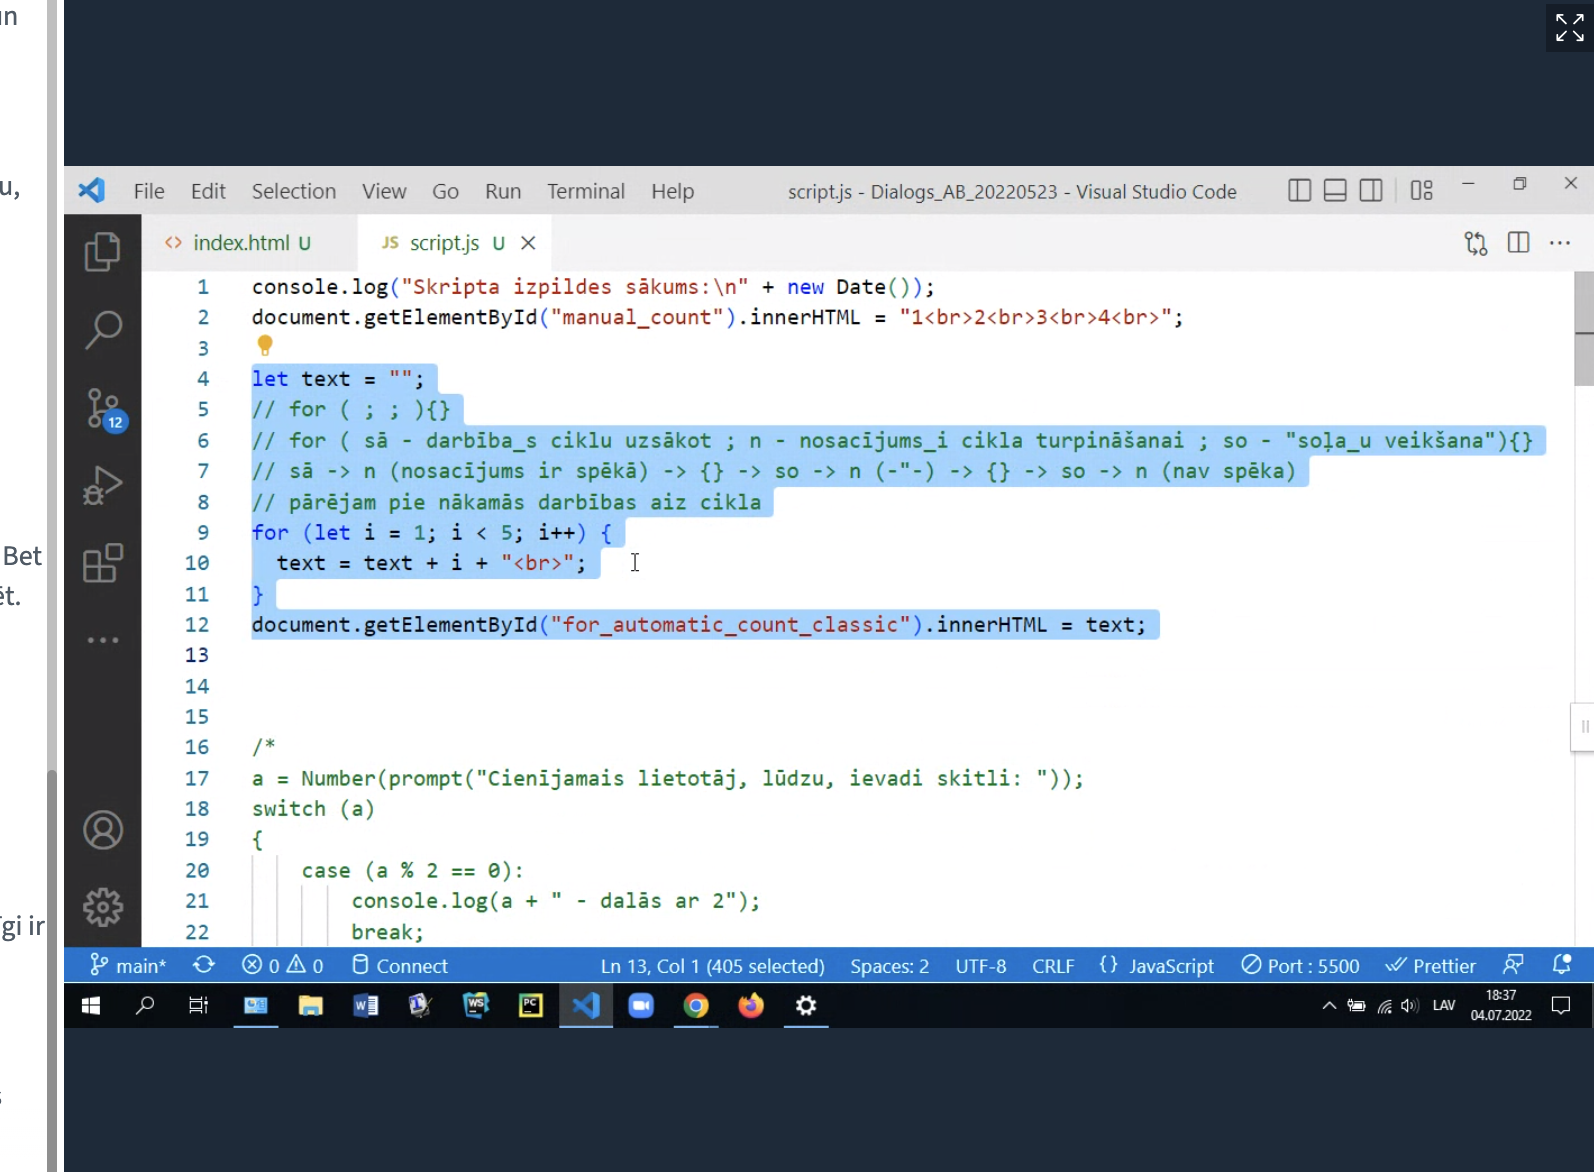 u,
Bet
ēt.
gi ir
File Edit Selection View Go Run Terminal Help script.js - Dialogs_AB_20220523 - Visual Studio Code
<> index.html U JS script.js U
1 console.log("Skripta izpildes sākums:\n" + new Date());
2 document.getElementById("manual_count").innerHTML = "1<br>2<br>3<br>4<br>";
3
4 let text = "";
5 // for ( ; ; ){}
6 // for ( sā - darbība_s ciklu uzsākot ; n - nosacījums_i cikla turpināšanai ; so - "soļa_u veikšana"){}
7 // sā -> n (nosacījums ir spēkā) -> {} -> so -> n (-"-) -> {} -> so -> n (nav spēka)
8 // pārējam pie nākamās darbības aiz cikla
9 for (let i = 1; i < 5; i++) {
10 text = text + i + "<br>";
11 }
12 document.getElementById("for_automatic_count_classic").innerHTML = text;
13
14
15
16 /*
17 a = Number(prompt("Cienījamais lietotāj, lūdzu, ievadi skitli: "));
18 switch (a)
19 {
20 case (a % 2 == 0):
21 console.log(a + " - dalās ar 2");
22 break;
12
main* 0 0 Connect Ln 13, Col 1 (405 selected) Spaces: 2 UTF-8 CRLF {} JavaScript Port : 5500 Prettier
LAV 18:37
04.07.2022